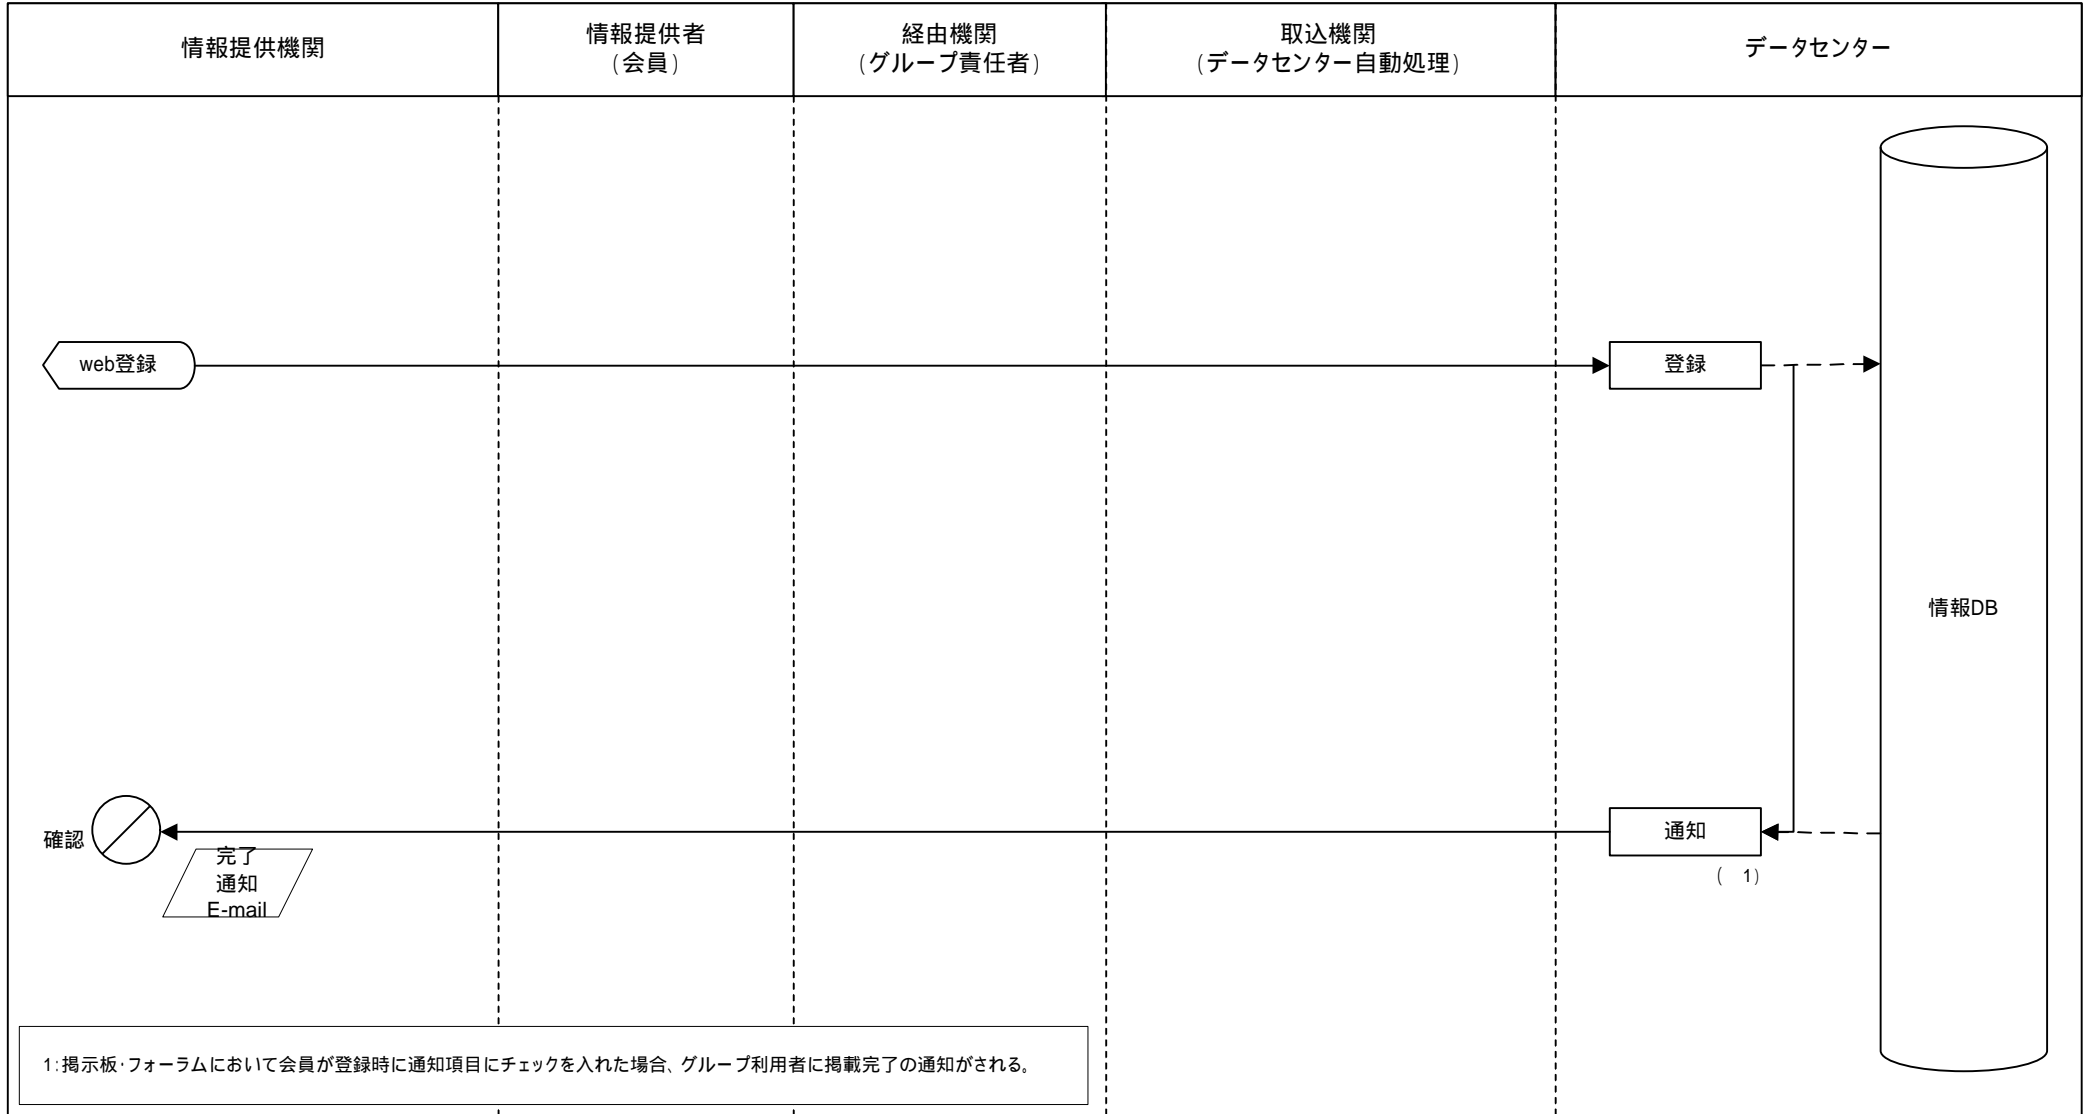 情報提供機関
情報提供者
(会員)
経由機関
(グループ責任者)
取込機関
(データセンター自動処理)
データセンター
web登録
登録
情報DB
確認
完了
通知
E-mail
通知
( 1)
1:掲示板・フォーラムにおいて会員が登録時に通知項目にチェックを入れた場合、グループ利用者に掲載完了の通知がされる。